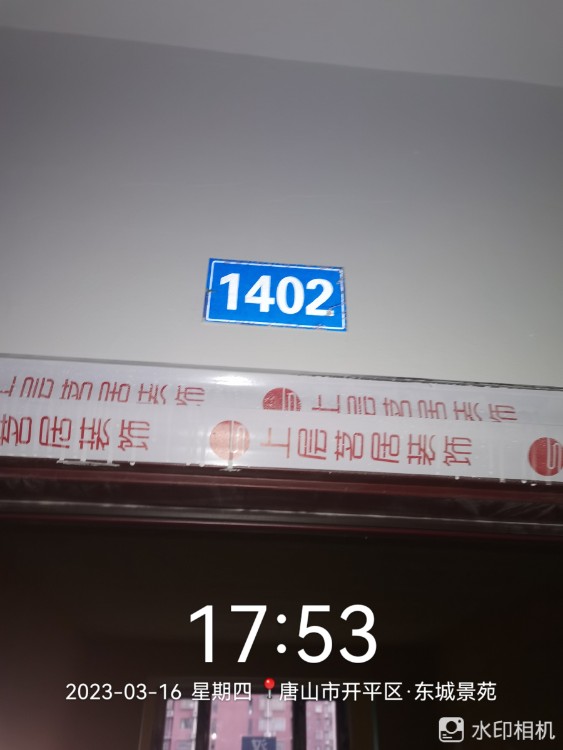 1402
居茗居装饰
上居茗居装饰
17:53
2023-03-16 星期四 唐山市开平区·东城景苑
水印相机